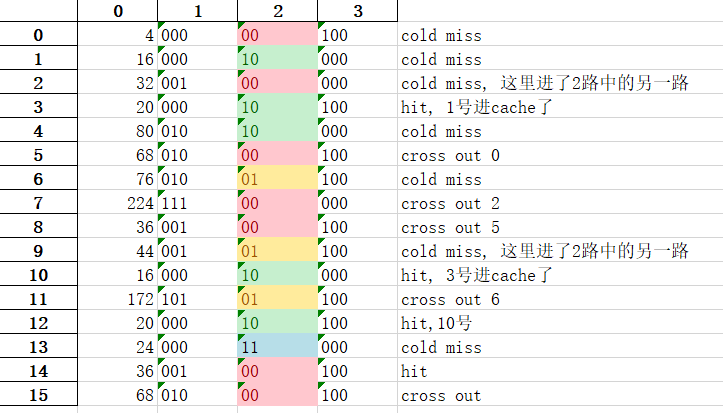 0 1 2 3
0 4 000 00 100 cold miss
1 16 000 10 000 cold miss
2 32 001 00 000 cold miss, 这里进了2路中的另一路
3 20 000 10 100 hit, 1号进cache了
4 80 010 10 000 cold miss
5 68 010 00 100 cross out 0
6 76 010 01 100 cold miss
7 224 111 00 000 cross out 2
8 36 001 00 100 cross out 5
9 44 001 01 100 cold miss, 这里进了2路中的另一路
10 16 000 10 000 hit, 3号进cache了
11 172 101 01 100 cross out 6
12 20 000 10 100 hit,10号
13 24 000 11 000 cold miss
14 36 001 00 100 hit
15 68 010 00 100 cross out